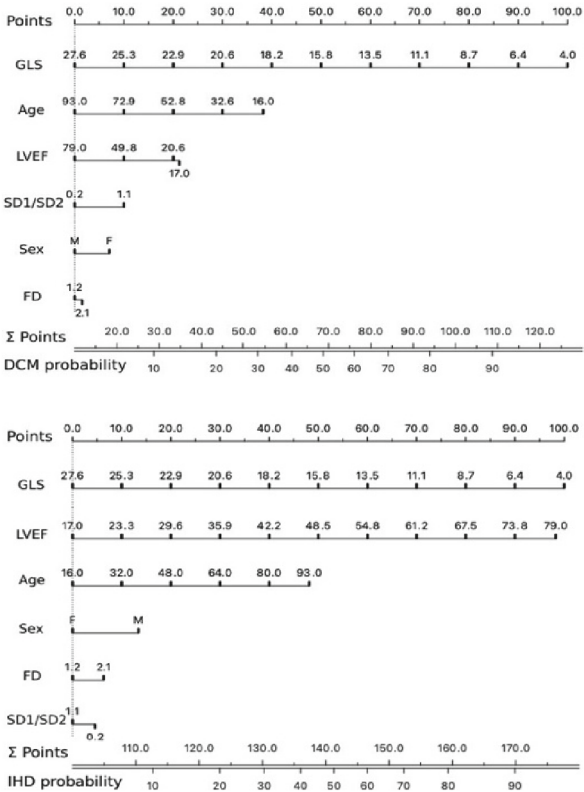 Points 0.0 10.0 20.0 30.0 40.0 50.0 60.0 70.0 80.0 90.0 100.0
GLS 27.6 25.3 22.9 20.6 18.2 15.8 13.5 11.1 8.7 6.4 4.0
Age 93.0 72.9 52.8 32.6 16.0
LVEF 79.0 49.8 20.6
17.0
SD1/SD2 0.2 1.1
Sex M F
FD 1.2
2.1
Σ Points 20.0 30.0 40.0 50.0 60.0 70.0 80.0 90.0 100.0 110.0 120.0
DCM probability 10 20 30 40 50 60 70 80 90
Points 0.0 10.0 20.0 30.0 40.0 50.0 60.0 70.0 80.0 90.0 100.0
GLS 27.6 25.3 22.9 20.6 18.2 15.8 13.5 11.1 8.7 6.4 4.0
LVEF 17.0 23.3 29.6 35.9 42.2 48.5 54.8 61.2 67.5 73.8 79.0
Age 16.0 32.0 48.0 64.0 80.0 93.0
Sex F M
FD 1.2 2.1
SD1/SD2 1.1
0.2
Σ Points 110.0 120.0 130.0 140.0 150.0 160.0 170.0
IHD probability 10 20 30 40 50 60 70 80 90